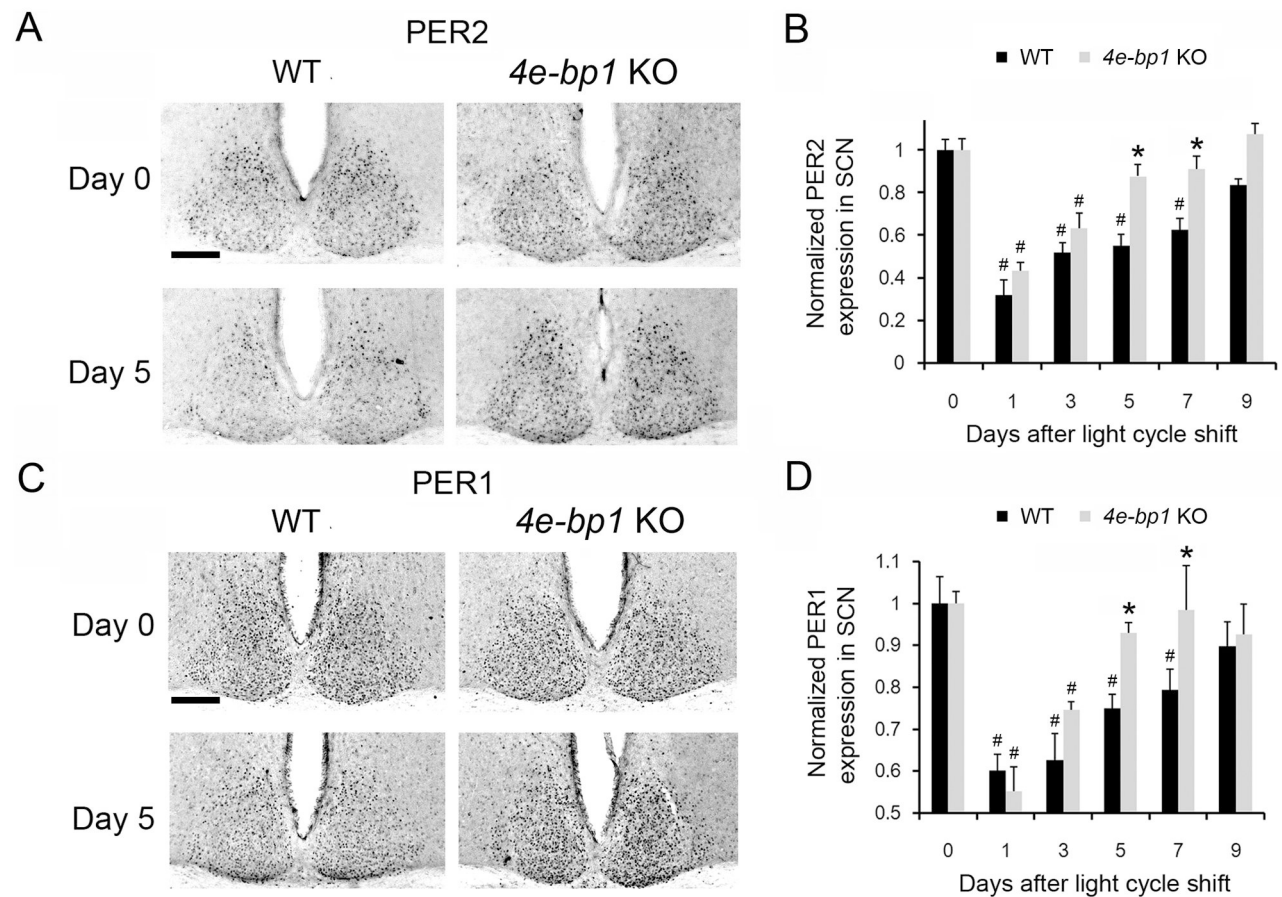 A
PER2
WT
4e-bp1 KO
Day 0
Day 5
B
WT
4e-bp1 KO
Normalized PER2
expression in SCN
1
0.8
0.6
0.4
0.2
0
#
#
#
#
#
*
#
*
0
1
3
5
7
9
Days after light cycle shift
C
PER1
WT
4e-bp1 KO
Day 0
Day 5
D
WT
4e-bp1 KO
Normalized PER1
expression in SCN
1.1
1
0.9
0.8
0.7
0.6
0.5
#
#
#
#
#
*
#
*
0
1
3
5
7
9
Days after light cycle shift